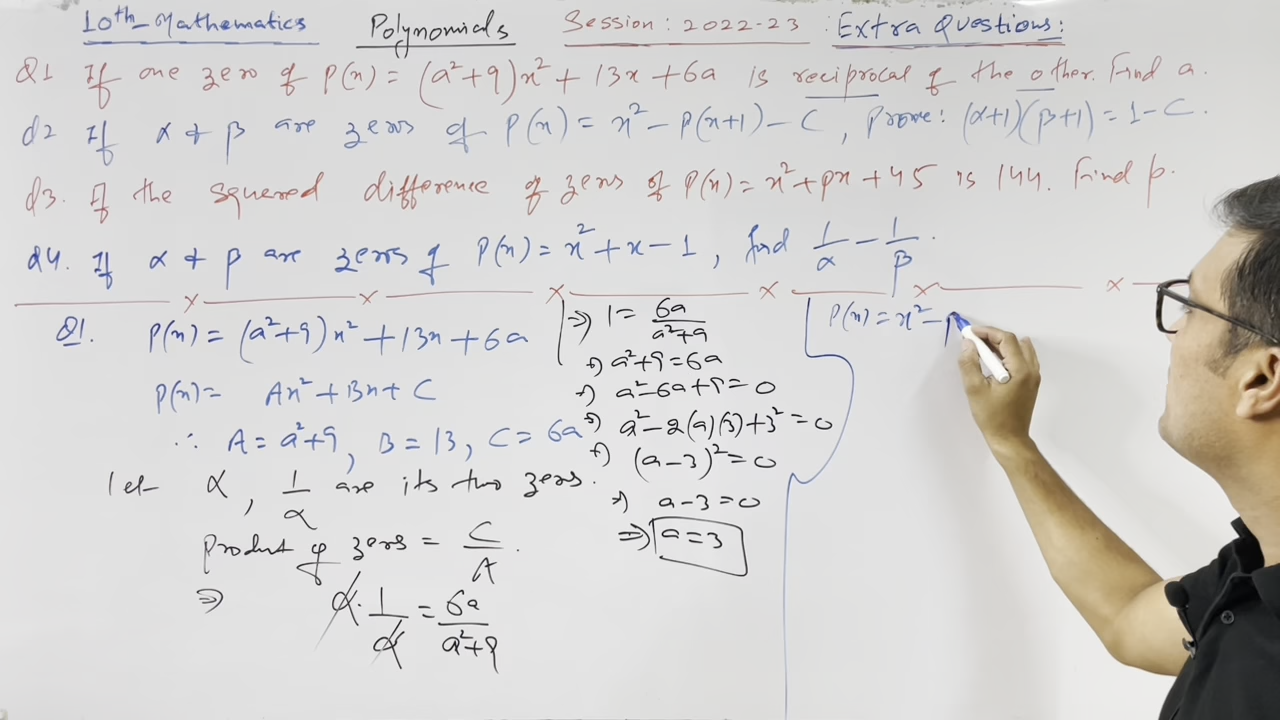 10th Mathematics Polynomials Session: 2022-23 Extra Questions:
Q1 If one zero of P(x) = (a²+9)x² + 13x + 6a is reciprocal of the other. Find a.
Q2 If α & β are zeros of P(x) = x² - P(x+1) - C, Prove: (α+1)(β+1) = 1-C.
Q3. If the squared difference of zeros of P(x) = x² + px + 45 is 144. Find p.
Q4. If α & β are zeros of P(x) = x² + x - 1, find 1/α - 1/β.
Q1. P(x) = (a²+9)x² + 13x + 6a
P(x) = Ax² + Bx + C
∴ A = a²+9, B = 13, C = 6a
let α, 1/α are its two zeros.
Product of zeros = C/A.
⇒ α · 1/α = 6a/a²+9
⇒ 1 = 6a/a²+9
⇒ a²+9 = 6a
⇒ a²-6a+9 = 0
⇒ a²-2(a)(3)+3² = 0
⇒ (a-3)² = 0
⇒ a-3 = 0
⇒ a = 3
P(x) = x² - p